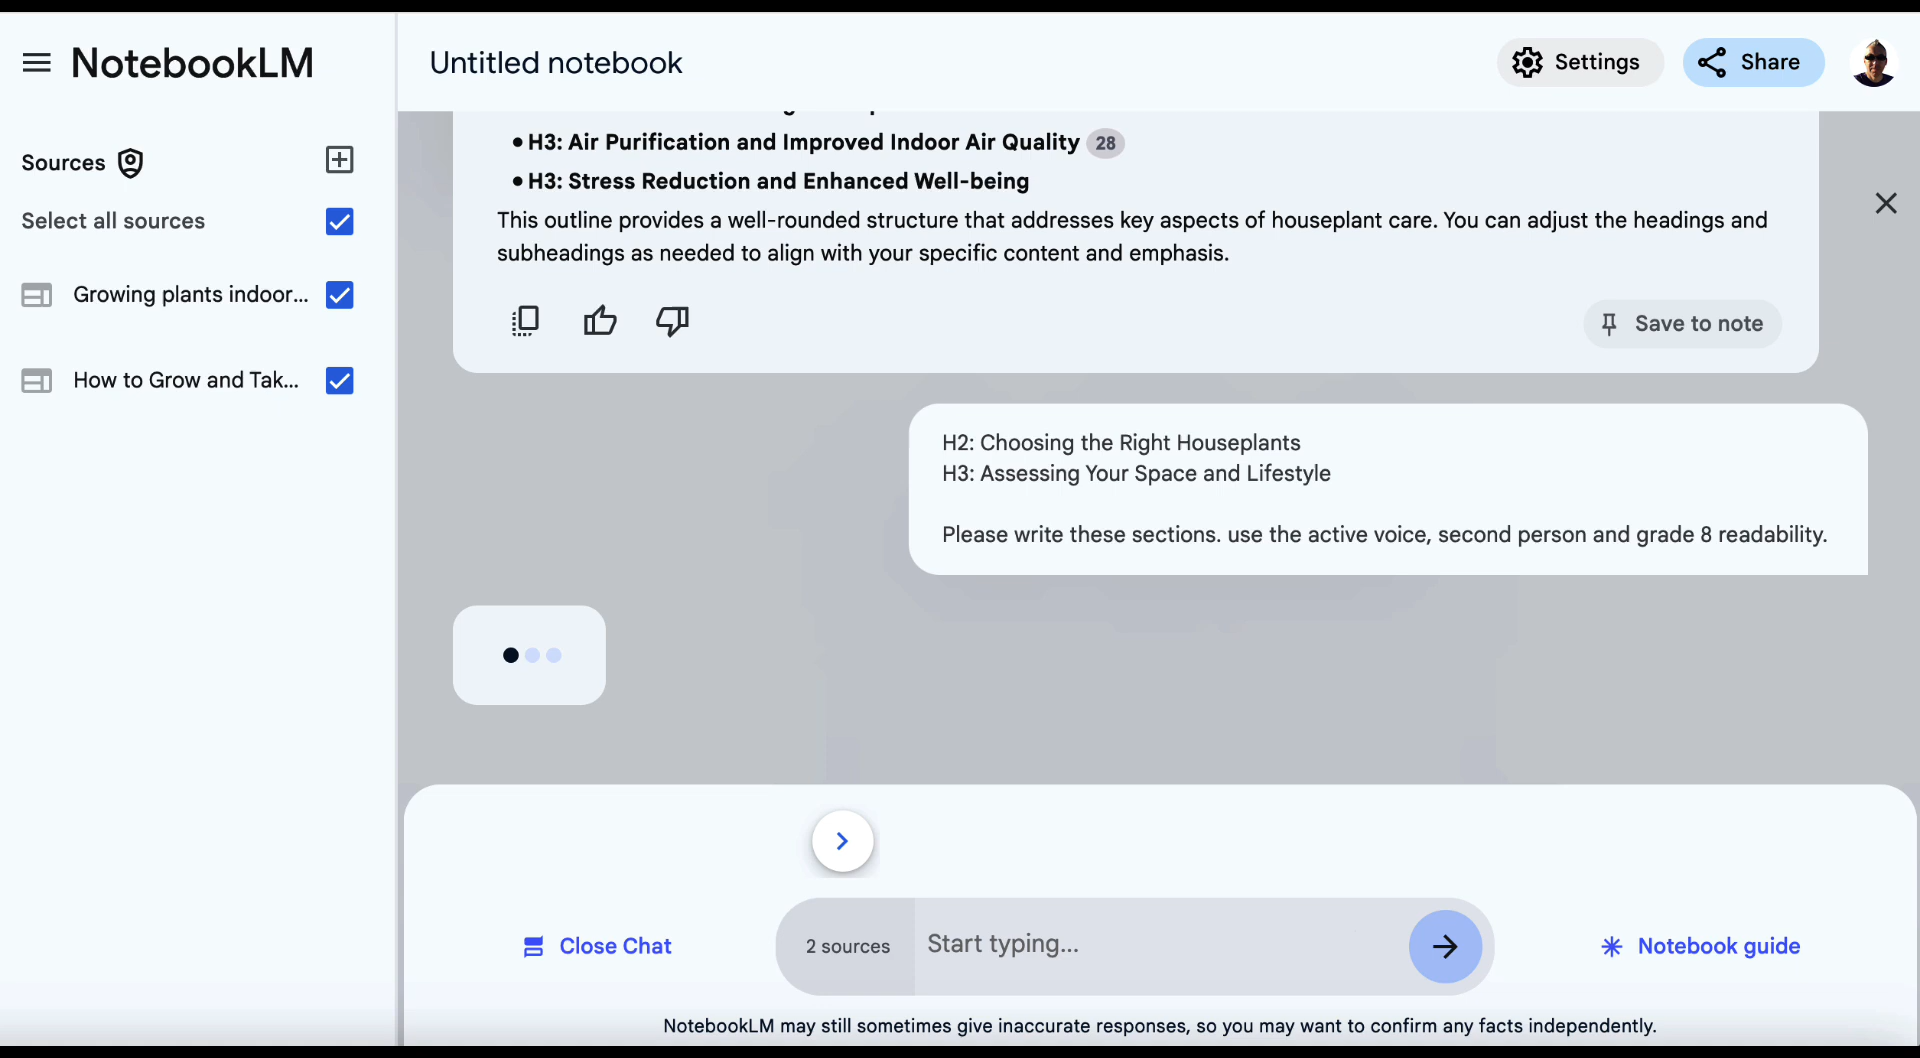 NotebookLM
Untitled notebook
Settings
Share
Sources
Select all sources
Growing plants indoor...
How to Grow and Tak...
• H3: Air Purification and Improved Indoor Air Quality 28
• H3: Stress Reduction and Enhanced Well-being
This outline provides a well-rounded structure that addresses key aspects of houseplant care. You can adjust the headings and
subheadings as needed to align with your specific content and emphasis.
Save to note
H2: Choosing the Right Houseplants
H3: Assessing Your Space and Lifestyle
Please write these sections. use the active voice, second person and grade 8 readability.
Close Chat
2 sources
Start typing...
Notebook guide
NotebookLM may still sometimes give inaccurate responses, so you may want to confirm any facts independently.